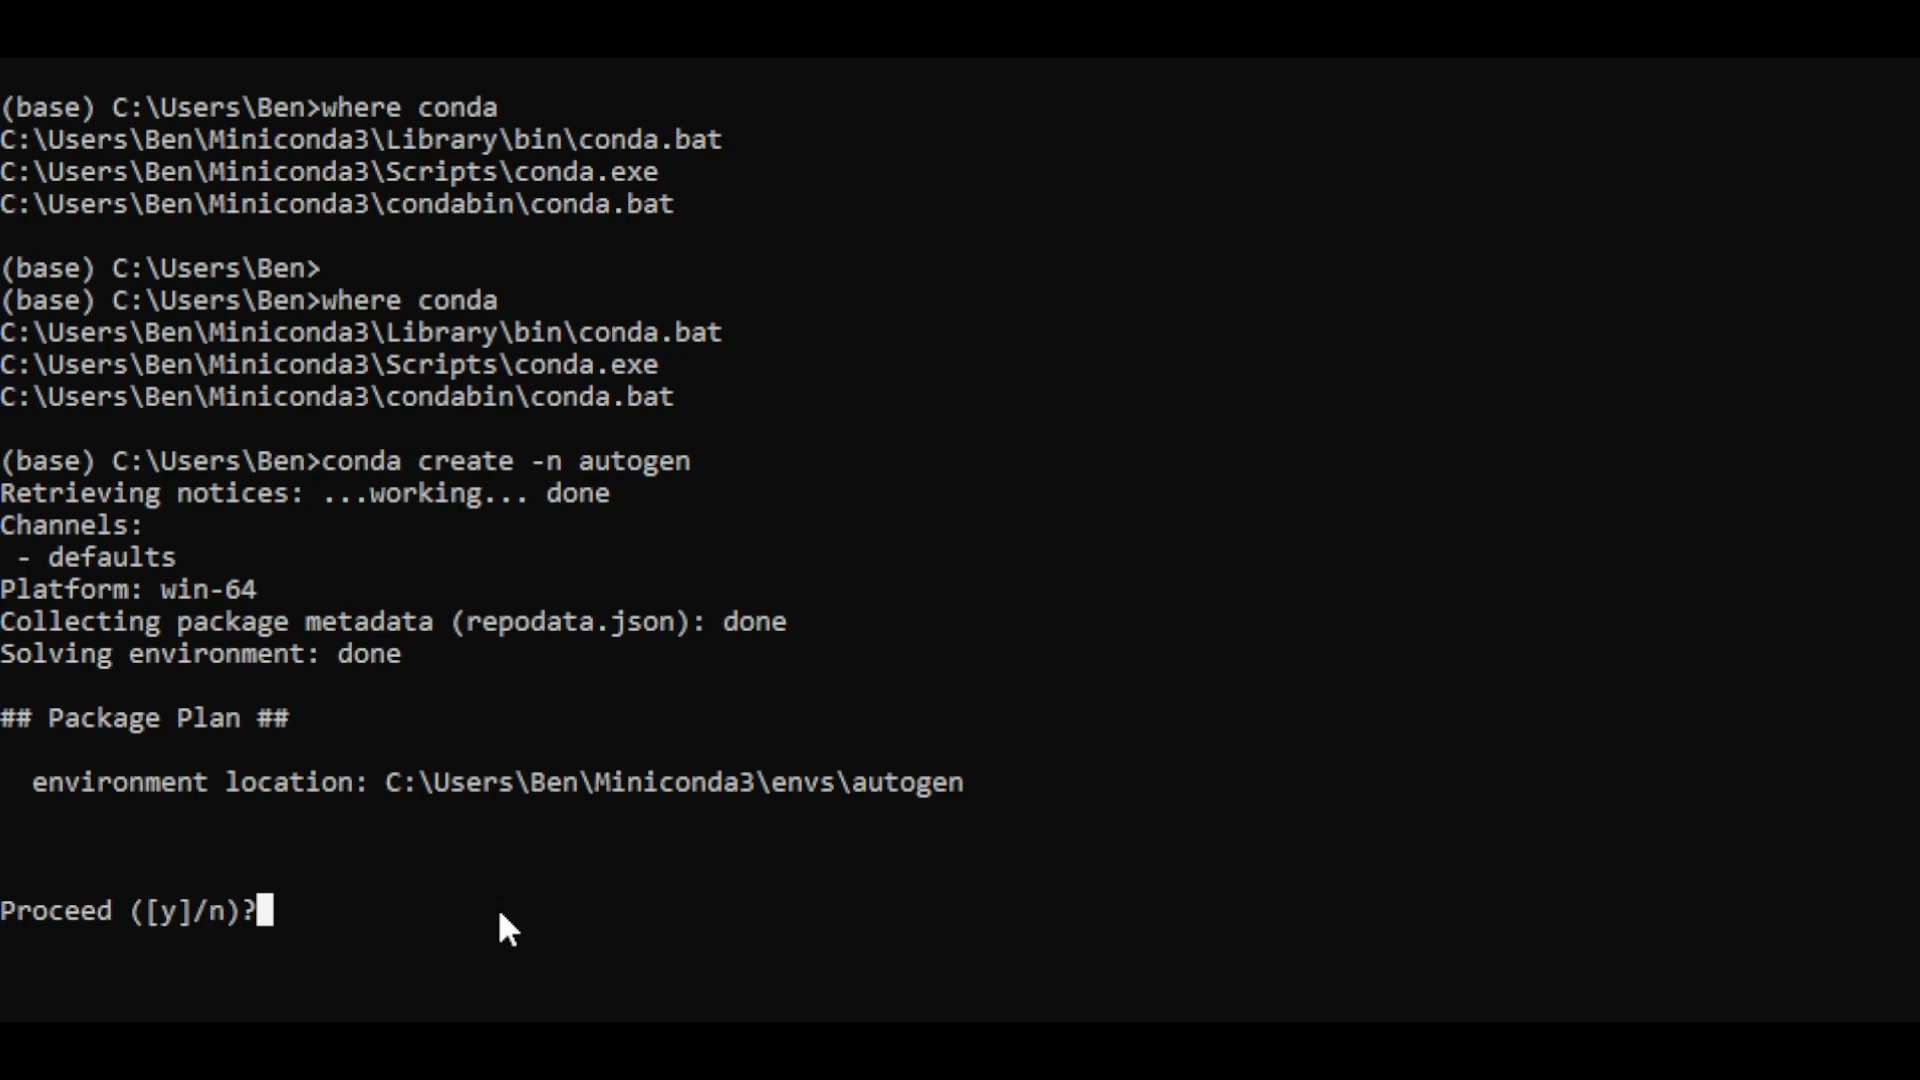 (base) C:\Users\Ben>where conda
C:\Users\Ben\Miniconda3\Library\bin\conda.bat
C:\Users\Ben\Miniconda3\Scripts\conda.exe
C:\Users\Ben\Miniconda3\condabin\conda.bat
(base) C:\Users\Ben>
(base) C:\Users\Ben>where conda
C:\Users\Ben\Miniconda3\Library\bin\conda.bat
C:\Users\Ben\Miniconda3\Scripts\conda.exe
C:\Users\Ben\Miniconda3\condabin\conda.bat
(base) C:\Users\Ben>conda create -n autogen
Retrieving notices: ...working... done
Channels:
 - defaults
Platform: win-64
Collecting package metadata (repodata.json): done
Solving environment: done
## Package Plan ##
  environment location: C:\Users\Ben\Miniconda3\envs\autogen
Proceed ([y]/n)?